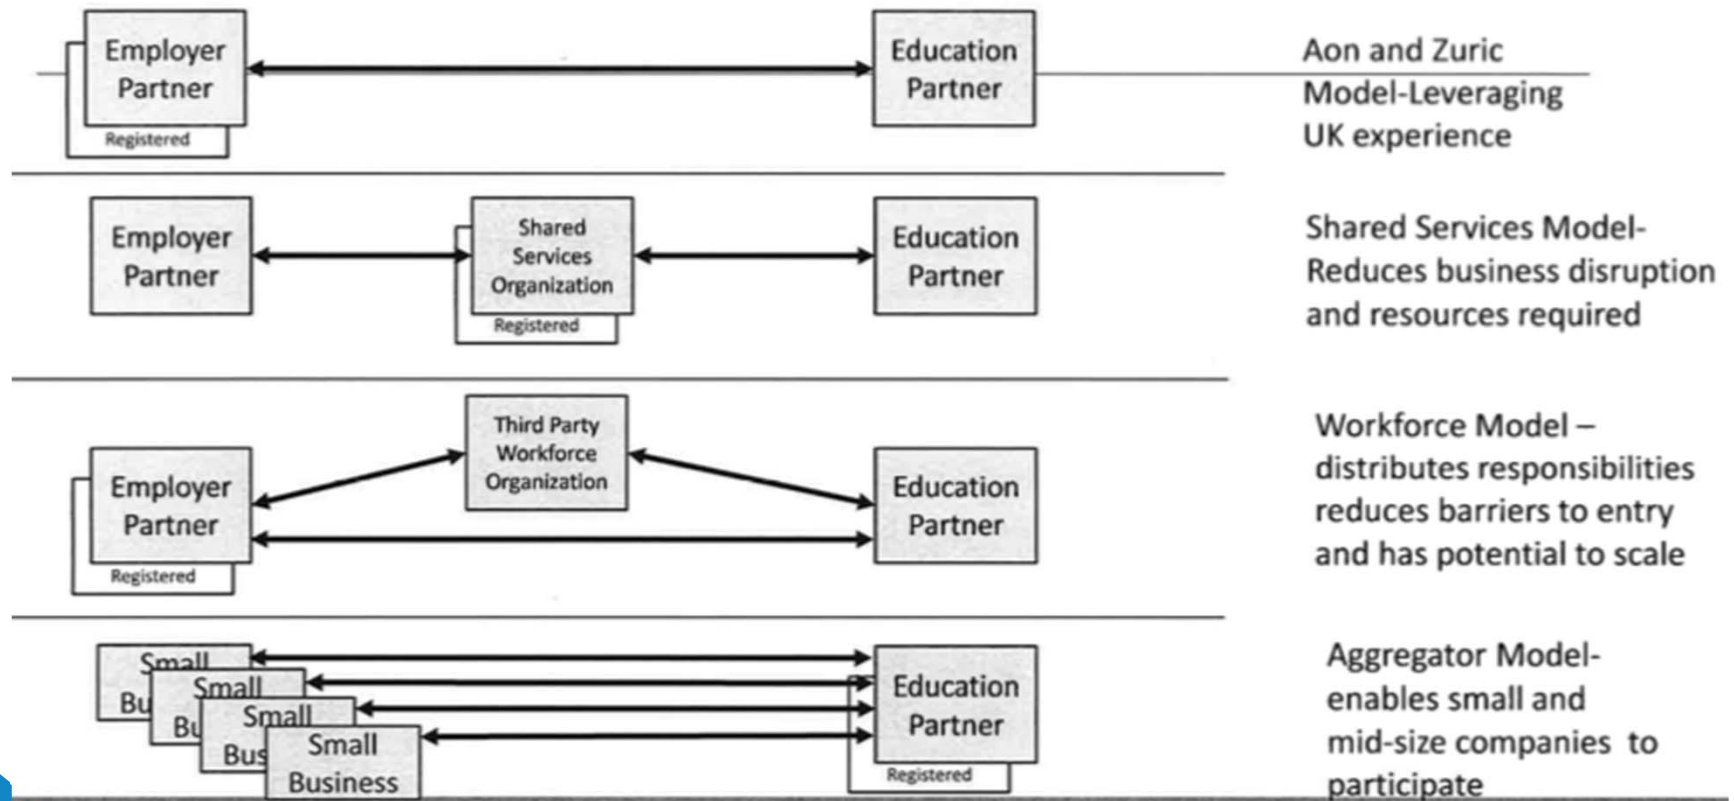 Employer
Partner
Registered
Education
Partner
Aon and Zuric
Model-Leveraging
UK experience
Employer
Partner
Shared
Services
Organization
Registered
Education
Partner
Shared Services Model-
Reduces business disruption
and resources required
Employer
Partner
Registered
Third Party
Workforce
Organization
Education
Partner
Workforce Model –
distributes responsibilities
reduces barriers to entry
and has potential to scale
Small
Bu
Small
Bu
Small
Bus
Small
Business
Education
Partner
Registered
Aggregator Model-
enables small and
mid-size companies to
participate